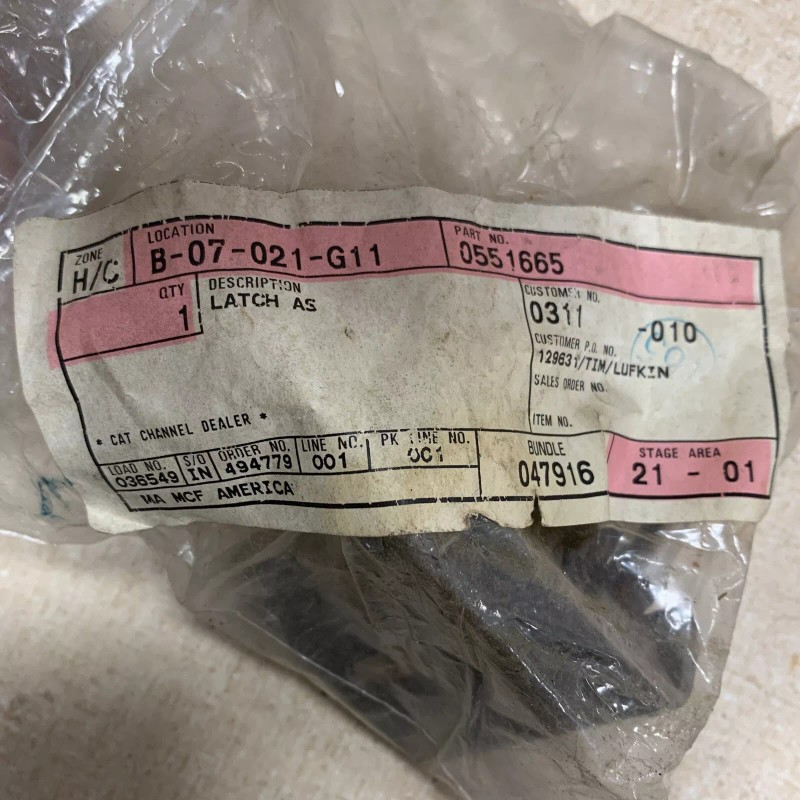 ZONE H/C
LOCATION B-07-021-G11
PART NO. 0551665
QTY 1
DESCRIPTION LATCH AS
CUSTOMER NO. 0311 -010
CUSTOMER P.O. NO. 129631/TIM/LUFKIN
SALES ORDER NO.
ITEM NO.
* CAT CHANNEL DEALER *
LOAD NO. 036549
S/O IN
ORDER NO. 494779
LINE NO. 001
PK LINE NO. 001
BUNDLE 047916
STAGE AREA 21 - 01
MA MCF AMERICA